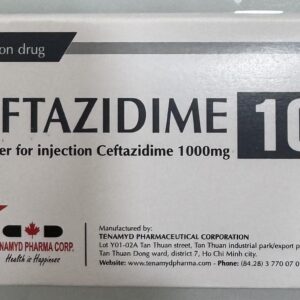 on drug
FTAZIDIME 10
er for injection Ceftazidime 1000mg
Manufactured by:
TENAMYD PHARMACEUTICAL CORPORATION
Lot Y01-02A Tan Thuan street, Tan Thuan industrial park/export p
Tan Thuan Dong ward, district 7, Ho Chi Minh city.
Website: www.tenamydpharma.com - Phone: (84.28) 3 770 07 0
ENAMYD PHARMA CORP.
Health is Happiness